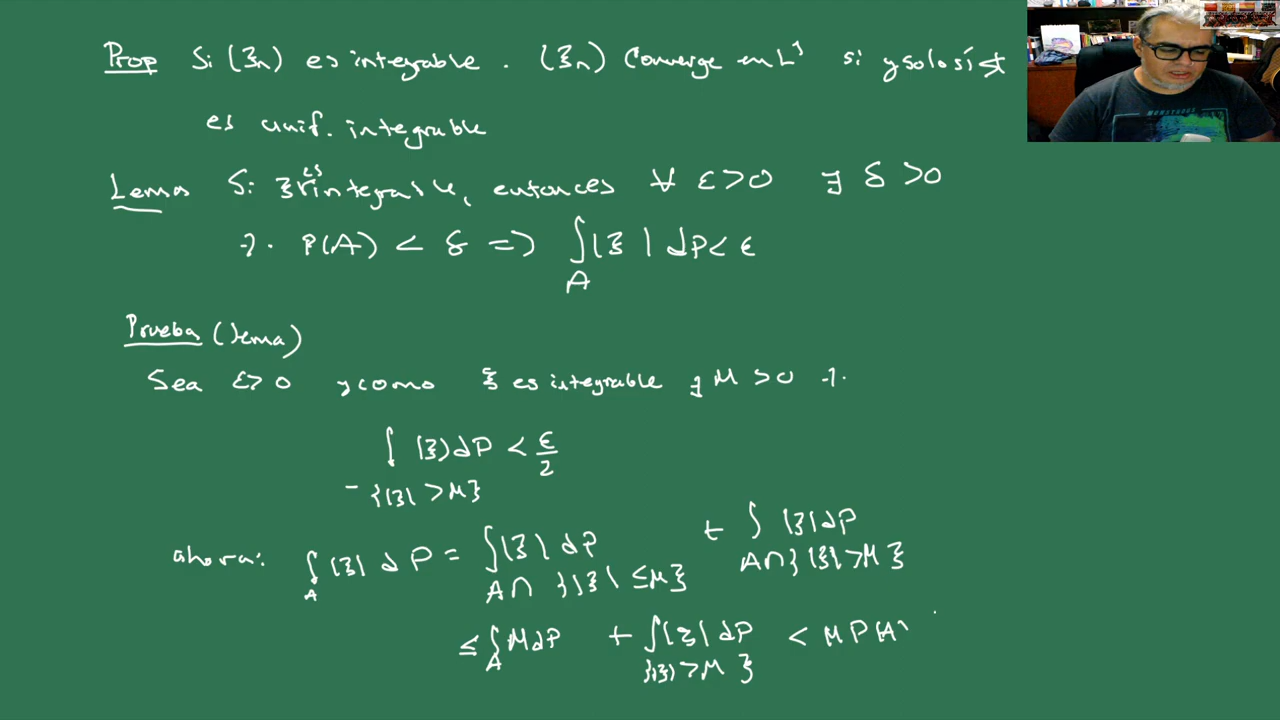 Prop Si (ξn) es integrable. (ξn) Converge en L¹ si y solo si
es unif. integrable
Lema Si ξ es integrable, entonces ∀ ε>0 ∃ δ >0
-). P(A) < δ => ∫_A |ξ| dP < ε
Prueba (lema)
Sea ε>0 y como ξ es integrable ∃ M >0 -).
∫_{|ξ| >M} |ξ| dP < ε/2
ahora: ∫_A |ξ| dP = ∫_{A∩{|ξ| ≤M}} |ξ| dP + ∫_{A∩{|ξ|>M}} |ξ| dP
≤ ∫_A M dP + ∫_{{|ξ|>M}} |ξ| dP < M P(A)